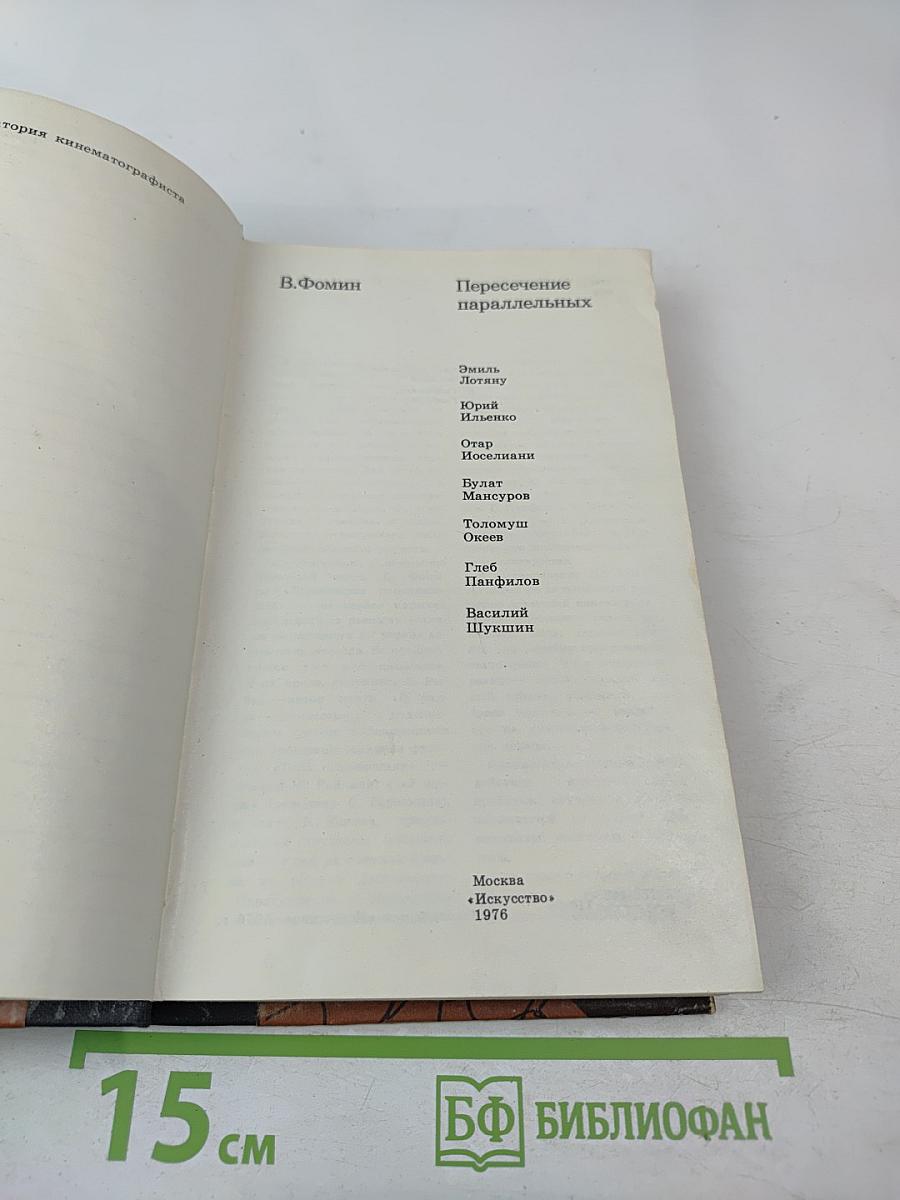 кинематографиста
В.Фомин
Пересечение
параллельных
Эмиль
Лотяну
Юрий
Ильенко
Отар
Иоселиани
Булат
Мансуров
Толомуш
Океев
Глеб
Панфилов
Василий
Шукшин
Москва
«Искусство»
1976
15 см
БФ БИБЛИОФАН